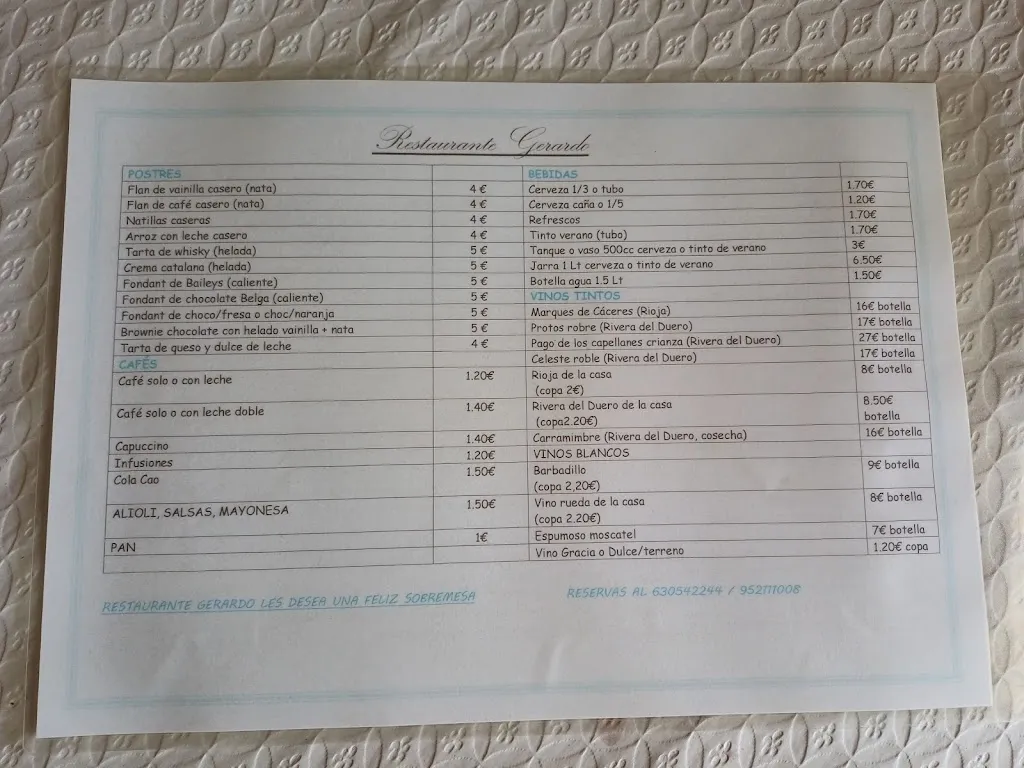 Restaurante Gerardo
POSTRES
Flan de vainilla casero (nata) 4 €
Flan de café casero (nata) 4 €
Natillas caseras 4 €
Arroz con leche casero 4 €
Tarta de whisky (helada) 5 €
Crema catalana (helada) 5 €
Fondant de Baileys (caliente) 5 €
Fondant de chocolate Belga (caliente) 5 €
Fondant de choco/fresa o choc/naranja 5 €
Brownie chocolate con helado vainilla + nata 5 €
Tarta de queso y dulce de leche 4 €
CAFÉS
Café solo o con leche 1.20€
Café solo o con leche doble 1.40€
Capuccino 1.40€
Infusiones 1.20€
Cola Cao 1.50€
ALIOLI, SALSAS, MAYONESA 1.50€
PAN 1€
BEBIDAS
Cerveza 1/3 o tubo 1.70€
Cerveza caña o 1/5 1.20€
Refrescos 1.70€
Tinto verano (tubo) 1.70€
Tanque o vaso 500cc cerveza o tinto de verano 3€
Jarra 1 Lt cerveza o tinto de verano 6.50€
Botella agua 1.5 Lt 1.50€
VINOS TINTOS
Marques de Cáceres (Rioja) 16€ botella
Protos robre (Rivera del Duero) 17€ botella
Pago de los capellanes crianza (Rivera del Duero) 27€ botella
Celeste roble (Rivera del Duero) 17€ botella
Rioja de la casa 8€ botella
(copa 2€)
Rivera del Duero de la casa 8.50€
(copa2.20€) botella
Carramimbre (Rivera del Duero, cosecha) 16€ botella
VINOS BLANCOS
Barbadillo 9€ botella
(copa 2,20€)
Vino rueda de la casa 8€ botella
(copa 2.20€)
Espumoso moscatel 7€ botella
Vino Gracia o Dulce/terreno 1.20€ copa
RESTAURANTE GERARDO LES DESEA UNA FELIZ SOBREMESA
RESERVAS AL 630542244 / 952111008